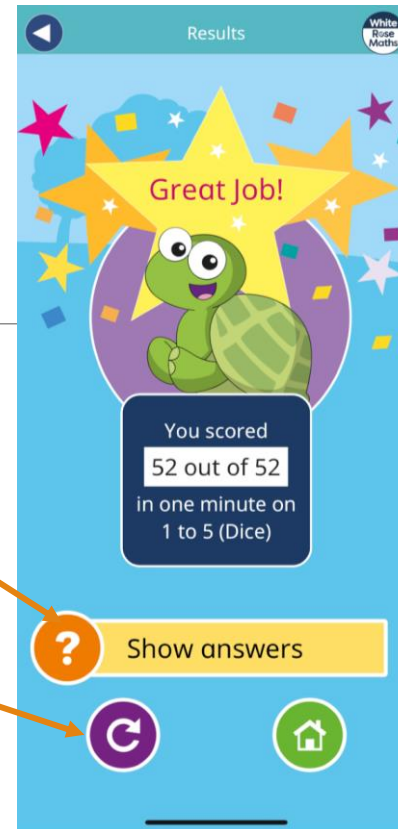 Results
White
Rose
Maths
Great Job!
You scored
52 out of 52
in one minute on
1 to 5 (Dice)
?
Show answers